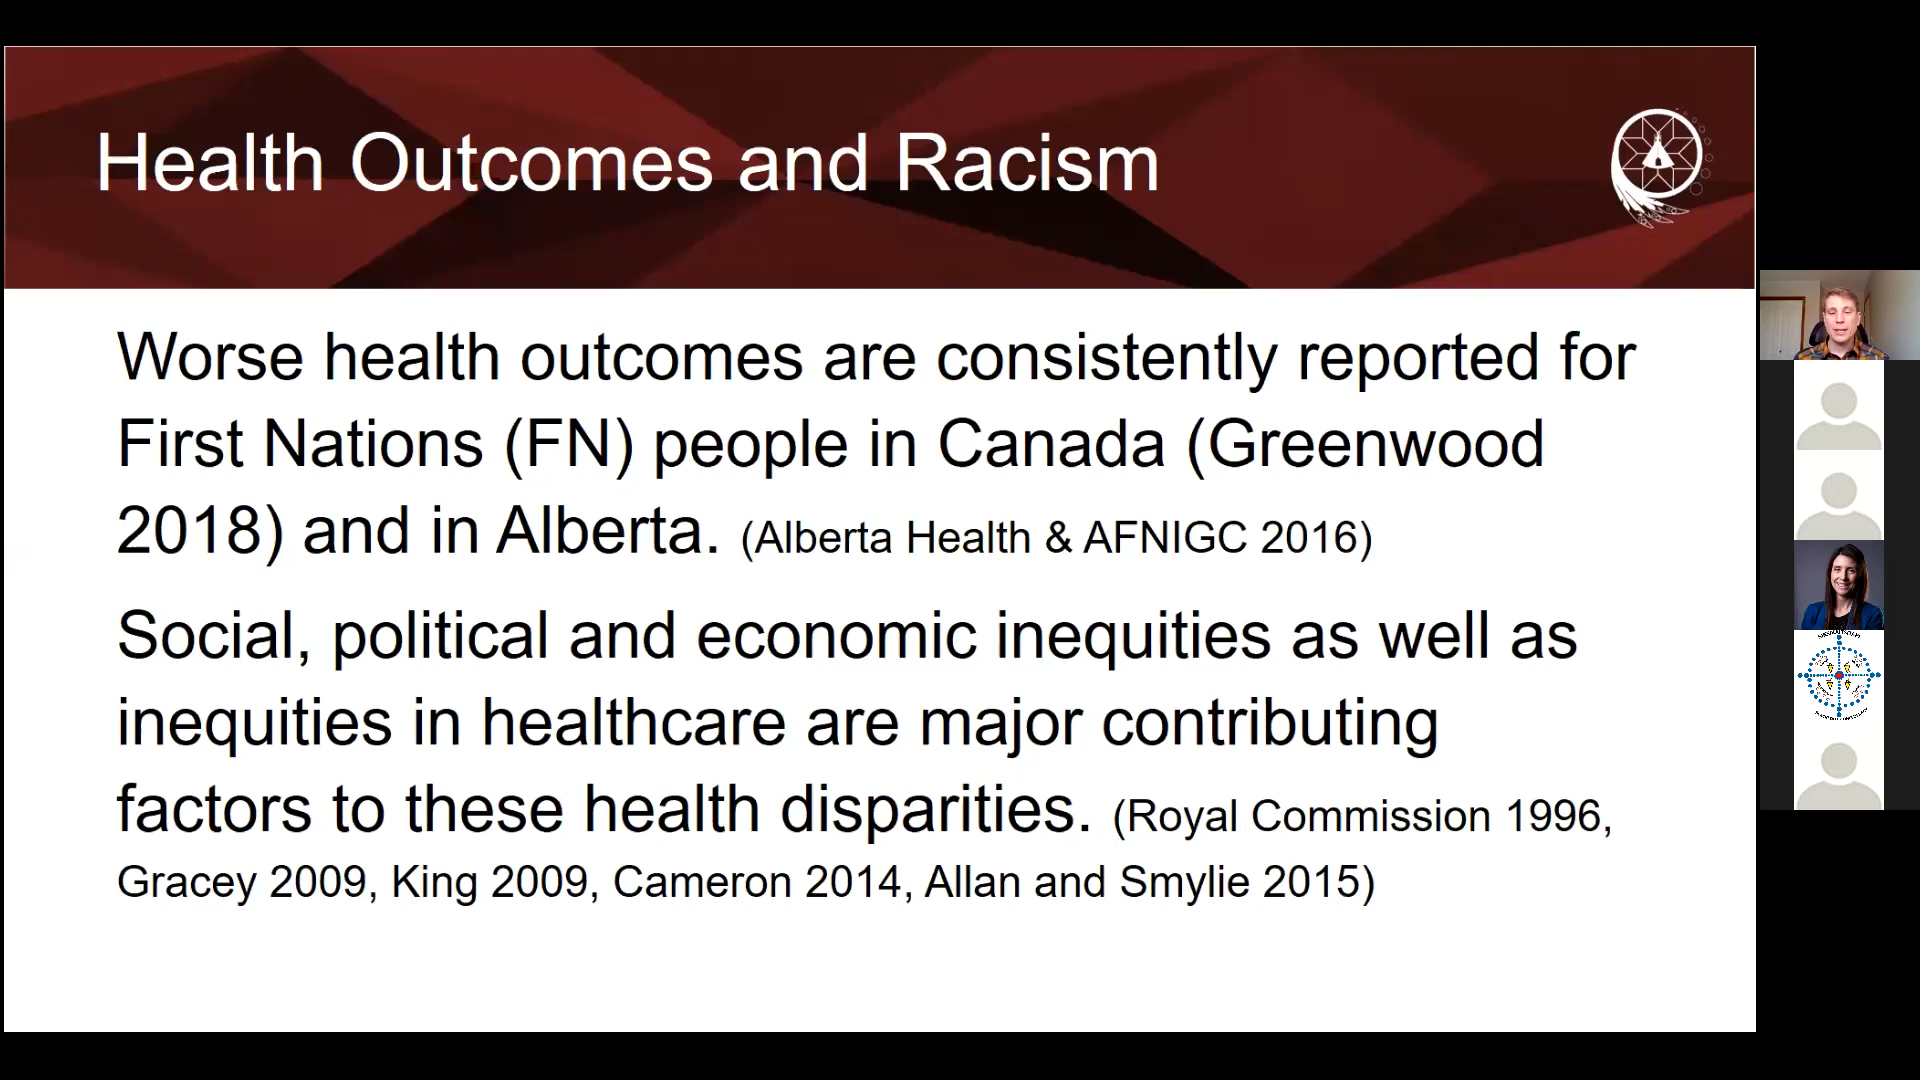 Health Outcomes and Racism
Worse health outcomes are consistently reported for
First Nations (FN) people in Canada (Greenwood
2018) and in Alberta. (Alberta Health & AFNIGC 2016)
Social, political and economic inequities as well as
inequities in healthcare are major contributing
factors to these health disparities. (Royal Commission 1996,
Gracey 2009, King 2009, Cameron 2014, Allan and Smylie 2015)